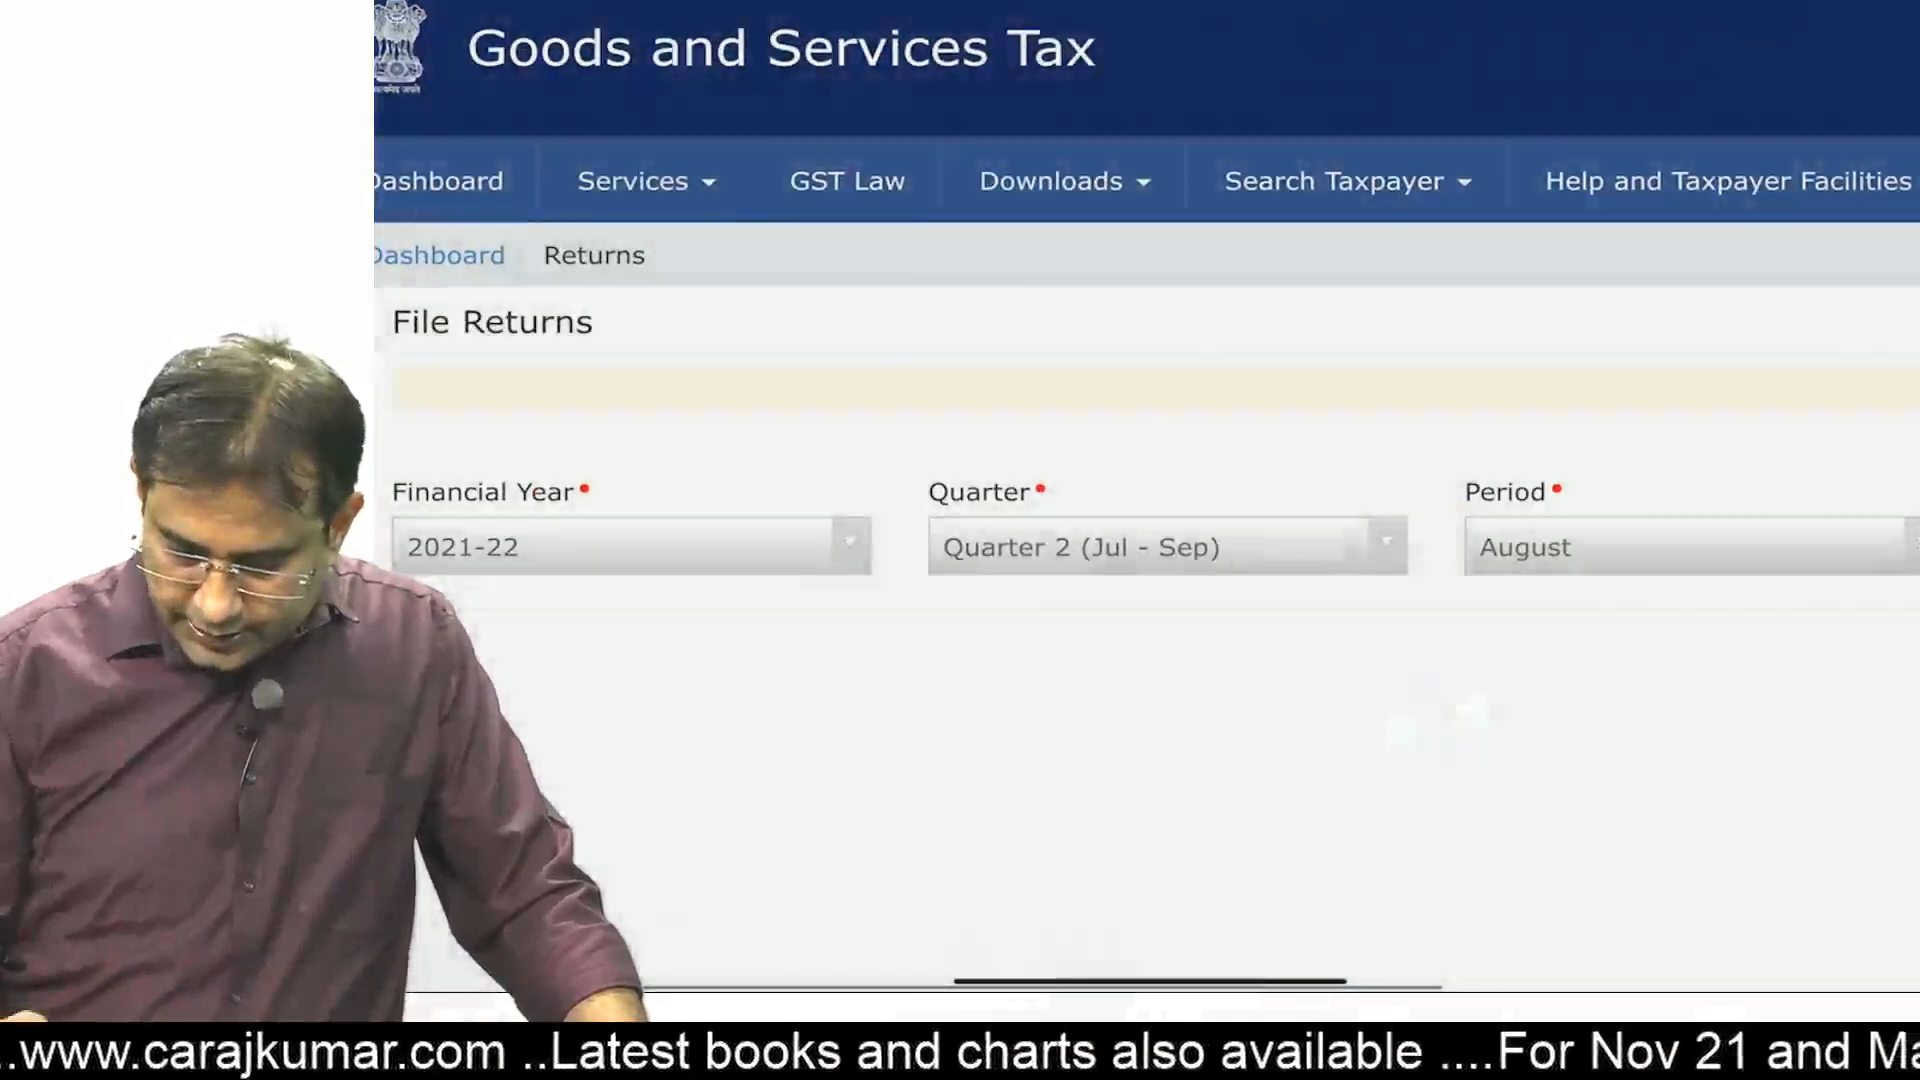 Goods and Services Tax
Dashboard Services GST Law Downloads Search Taxpayer Help and Taxpayer Facilities
Dashboard Returns
File Returns
Financial Year• Quarter• Period•
2021-22 Quarter 2 (Jul - Sep) August
..www.carajkumar.com ..Latest books and charts also available ....For Nov 21 and Ma